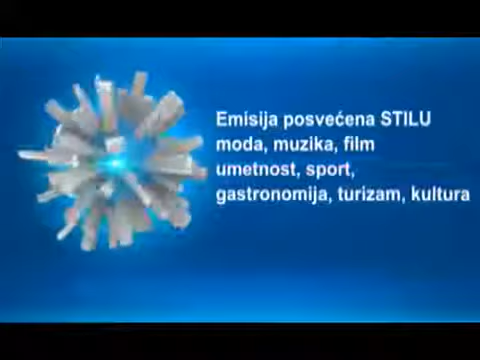 Emisija posvećena STILU
moda, muzika, film
umetnost, sport,
gastronomija, turizam, kultura